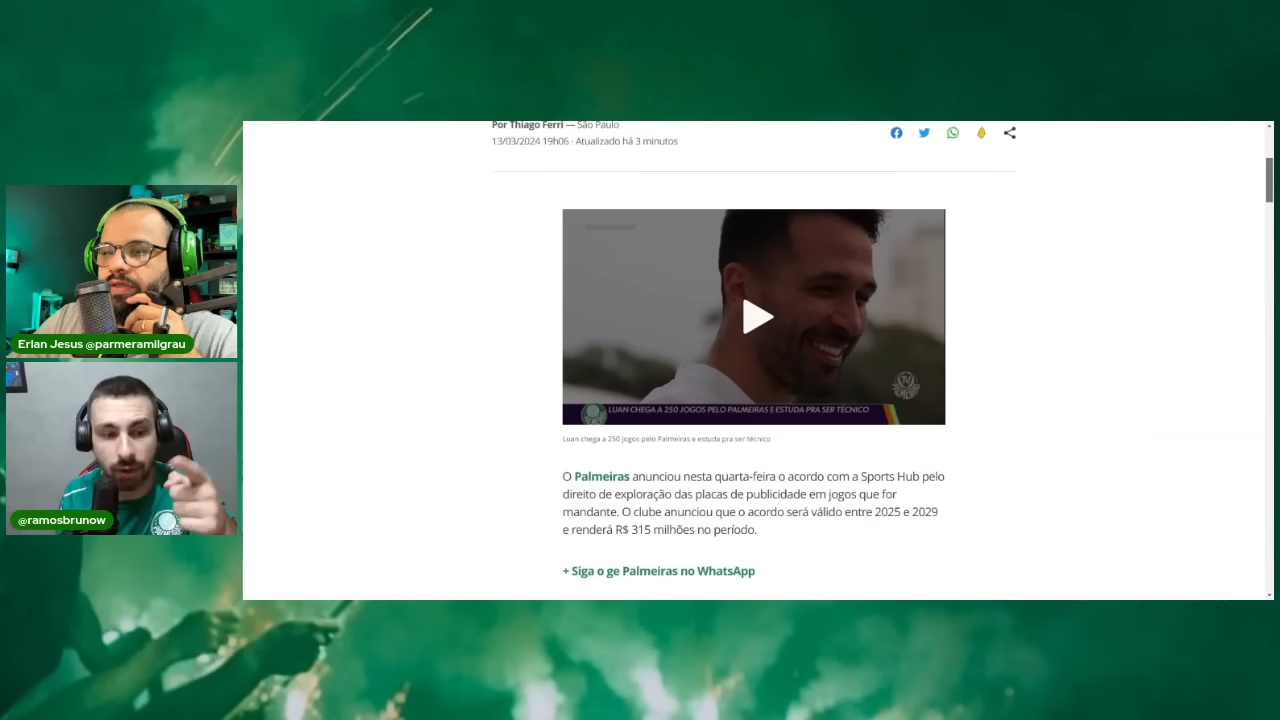 Por Thiago Ferri — São Paulo
13/03/2024 19h06 · Atualizado há 3 minutos
LUAN CHEGA A 250 JOGOS PELO PALMEIRAS E ESTUDA PRA SER TÉCNICO
Luan chega a 250 jogos pelo Palmeiras e estuda pra ser técnico
O Palmeiras anunciou nesta quarta-feira o acordo com a Sports Hub pelo
direito de exploração das placas de publicidade em jogos que for
mandante. O clube anunciou que o acordo será válido entre 2025 e 2029
e renderá R$ 315 milhões no período.
+ Siga o ge Palmeiras no WhatsApp
Erlan Jesus @parmeramilgrau
@ramosbrunow